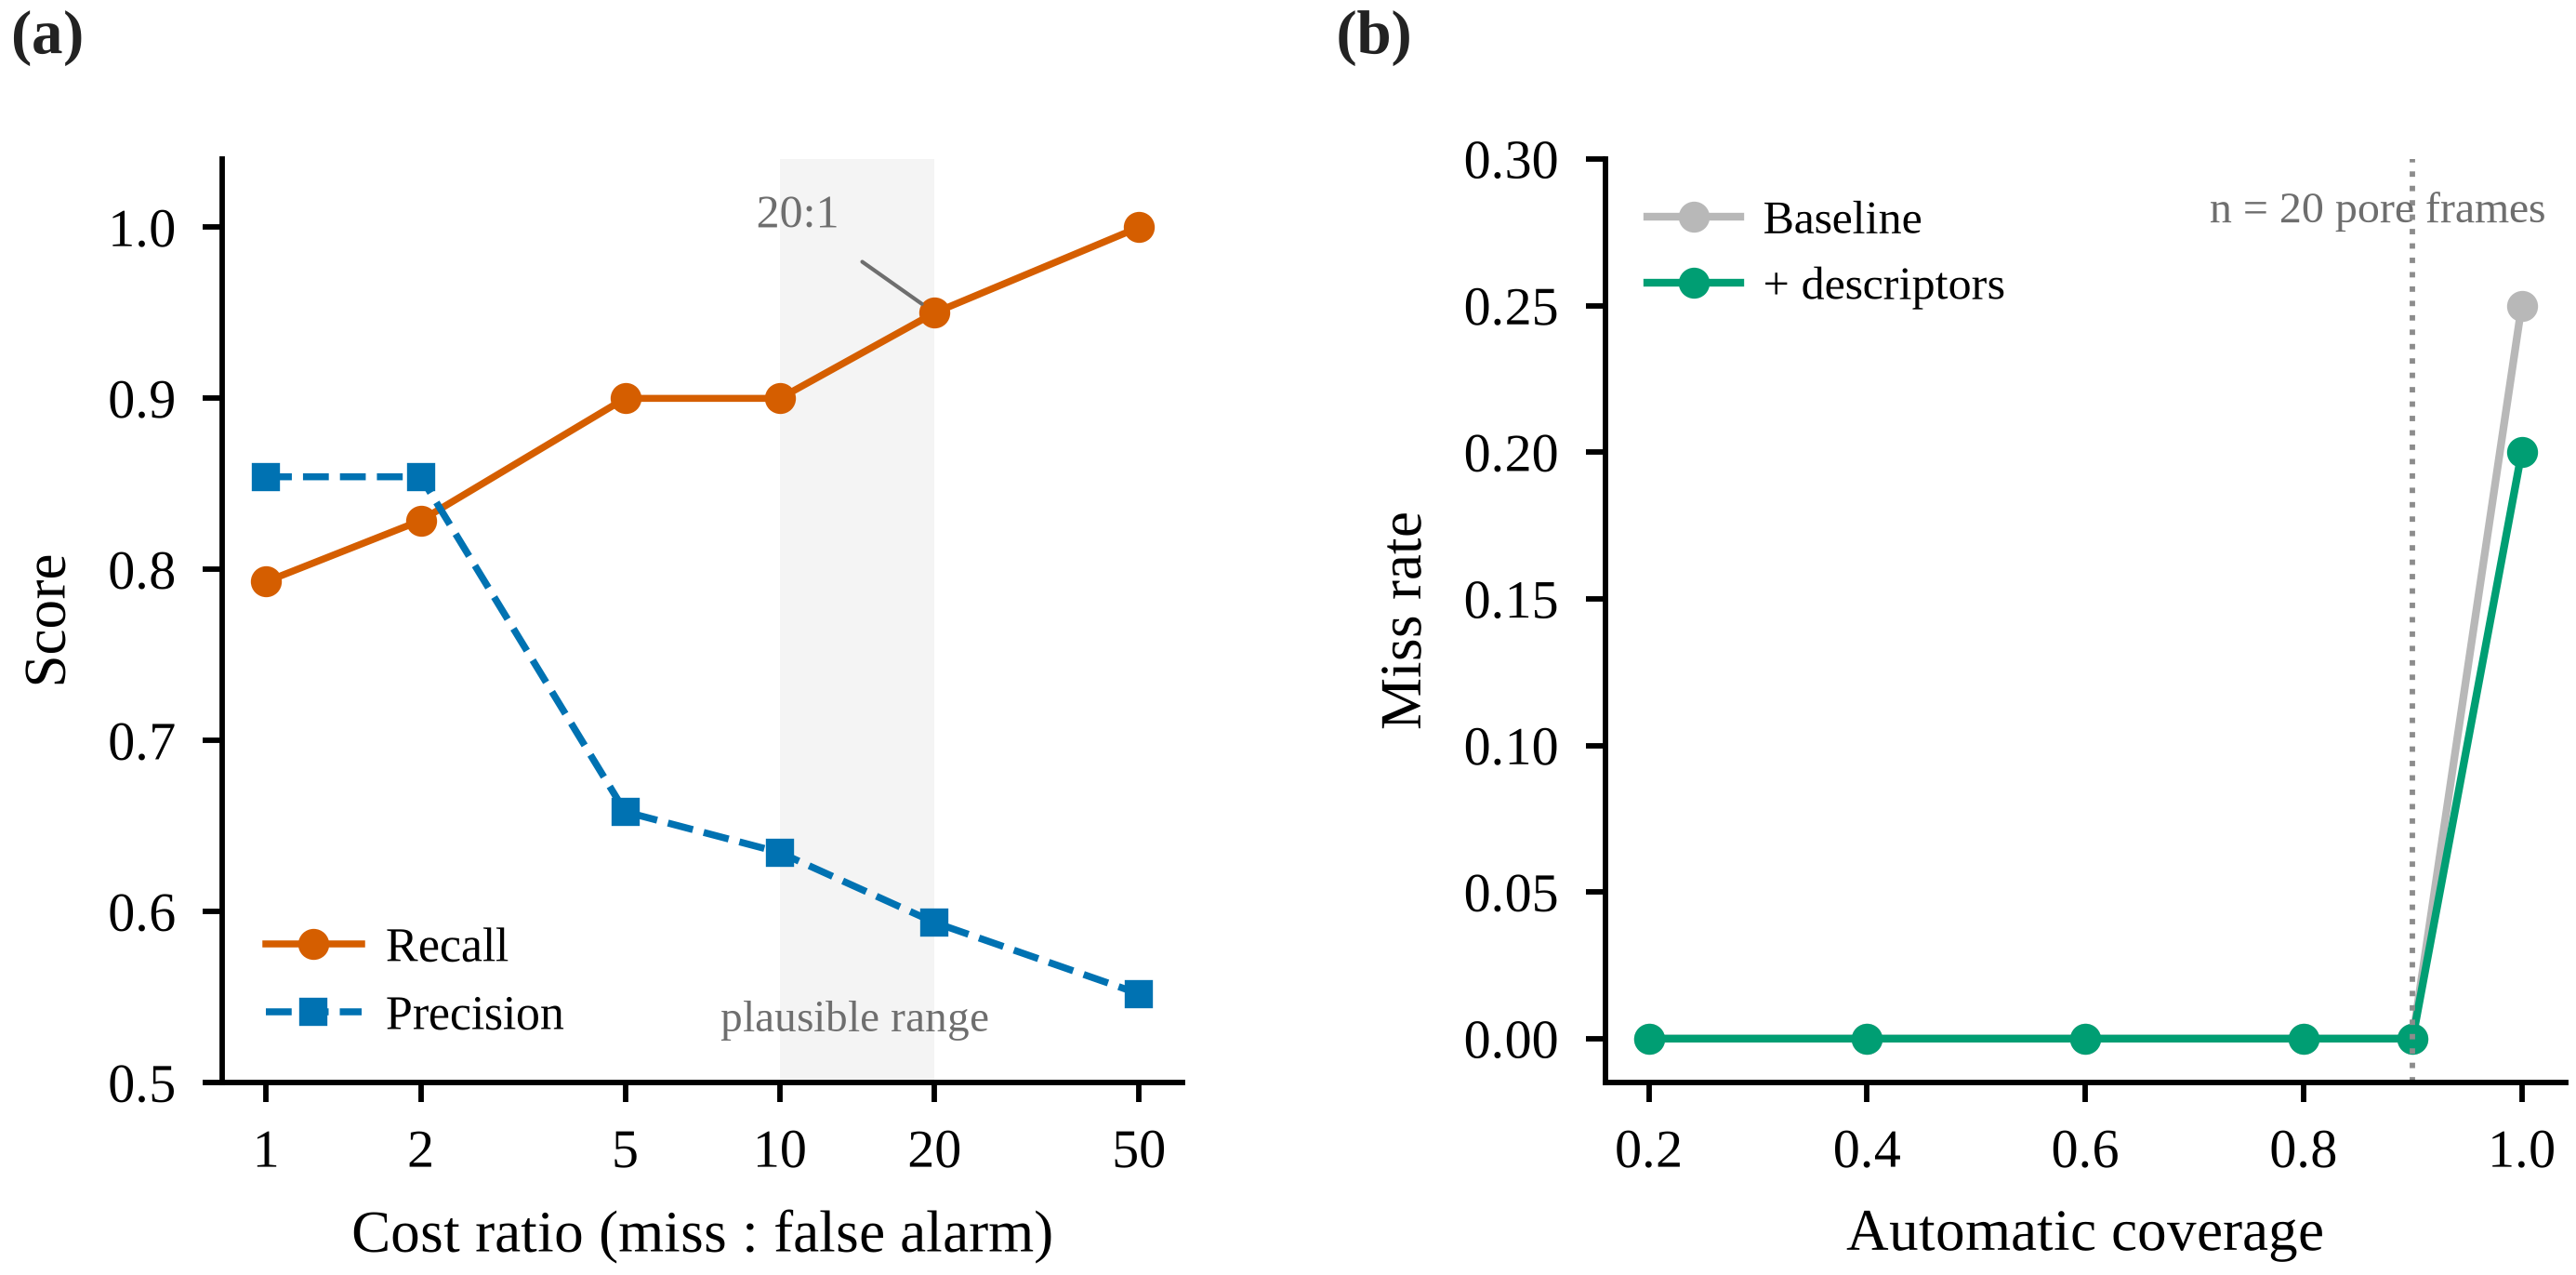 (a)
1.0
0.9
0.8
0.7
0.6
0.5
Score
20:1
Recall
Precision
plausible range
1 2 5 10 20 50
Cost ratio (miss : false alarm)
(b)
0.30
0.25
0.20
0.15
0.10
0.05
0.00
Miss rate
Baseline
+ descriptors
n = 20 pore frames
0.2 0.4 0.6 0.8 1.0
Automatic coverage